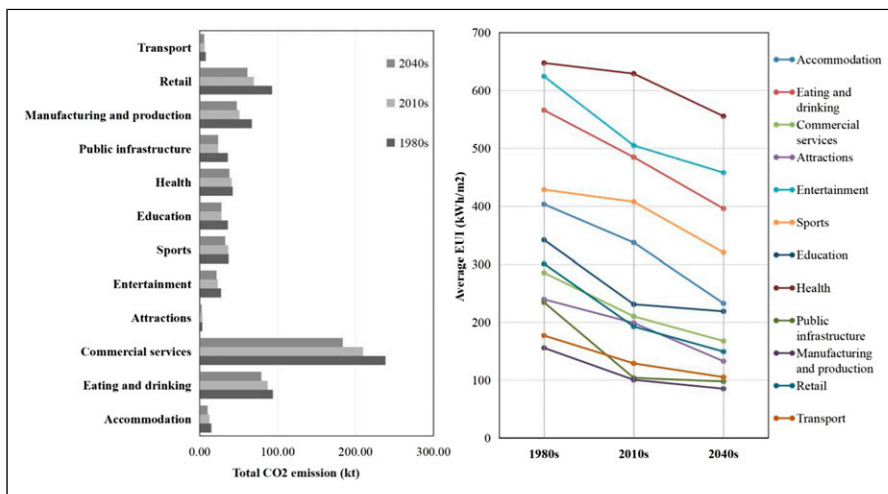 Transport
Retail
Manufacturing and production
Public infrastructure
Health
Education
Sports
Entertainment
Attractions
Commercial services
Eating and drinking
Accommodation
2040s
2010s
1980s
0.00
100.00
200.00
300.00
Total CO2 emission (kt)
Average EUI (kWh/m2)
700
600
500
400
300
200
100
0
1980s
2010s
2040s
Accommodation
Eating and
drinking
Commercial
services
Attractions
Entertainment
Sports
Education
Health
Public
infrastructure
Manufacturing
and production
Retail
Transport